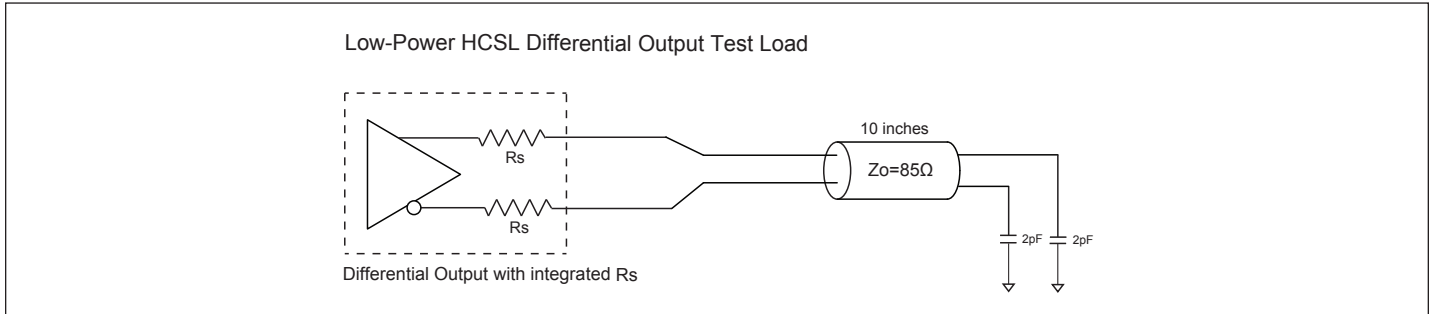 Low-Power HCSL Differential Output Test Load
10 inches
Rs
Zo=85Ω
Rs
2pF
2pF
Differential Output with integrated Rs